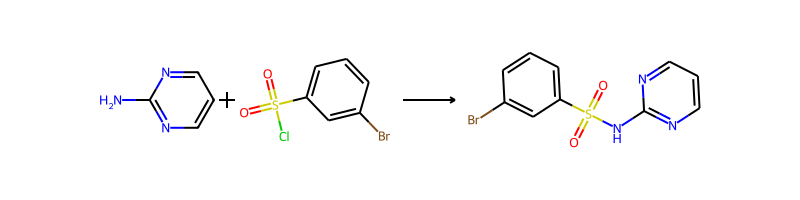 H₂N N N + O O S Cl Br
Br O O S N H N N